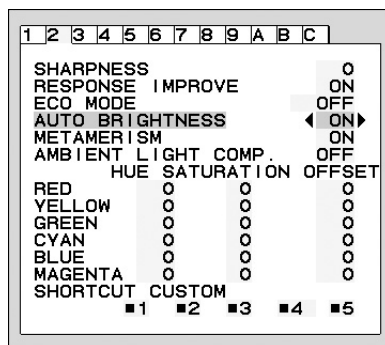 1 2 3 4 5 6 7 8 9 A B C
SHARPNESS 0
RESPONSE IMPROVE ON
ECO MODE OFF
AUTO BRIGHTNESS ON
METAMERISM ON
AMBIENT LIGHT COMP. OFF
HUE SATURATION OFFSET
RED 0 0 0
YELLOW 0 0 0
GREEN 0 0 0
CYAN 0 0 0
BLUE 0 0 0
MAGENTA 0 0 0
SHORTCUT CUSTOM
■1 ■2 ■3 ■4 ■5